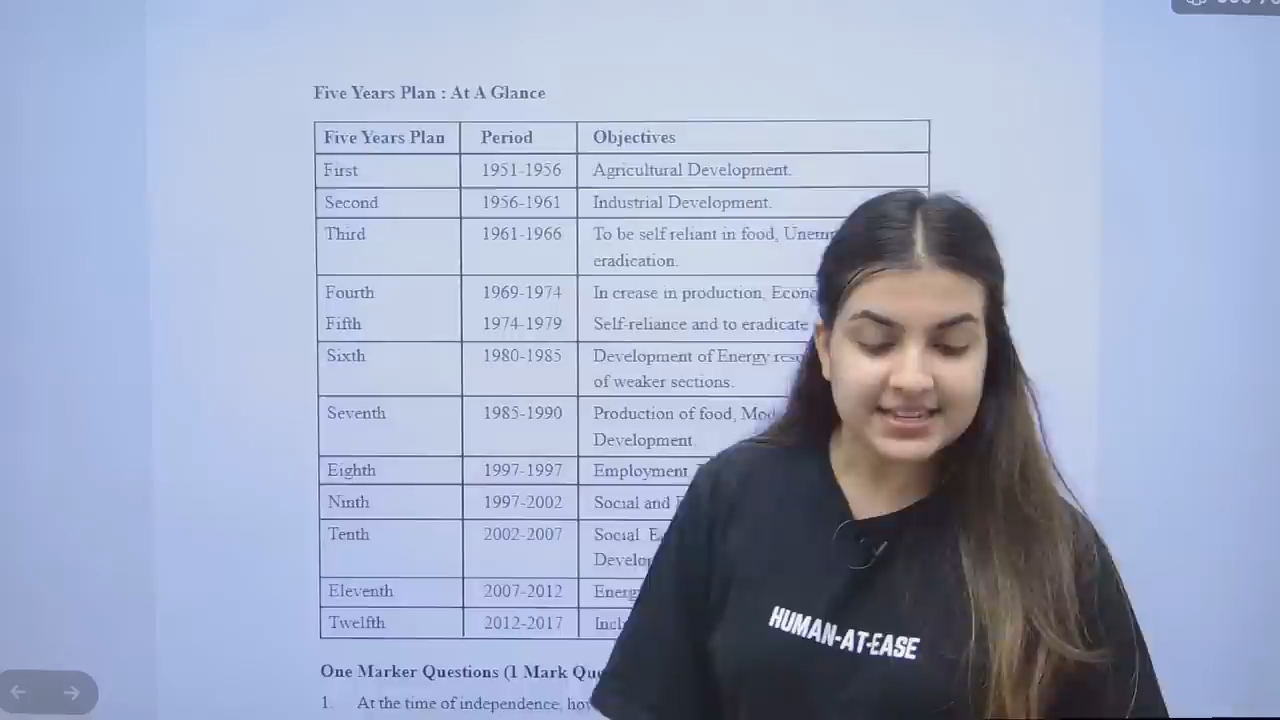 Five Years Plan : At A Glance
Five Years Plan Period Objectives
First 1951-1956 Agricultural Development.
Second 1956-1961 Industrial Development.
Third 1961-1966 To be self reliant in food,
eradication.
Fourth 1969-1974 In crease in production,
Fifth 1974-1979 Self-reliance and to eradicate
Sixth 1980-1985 Development of Energy
of weaker sections.
Seventh 1985-1990 Production of food,
Development.
Eighth 1997-1997 Employment,
Ninth 1997-2002 Social and
Tenth 2002-2007 Social,
Eleventh 2007-2012
Twelfth 2012-2017
One Marker Questions (1 Mark
1. At the time of independence,
HUMAN-AT-EASE